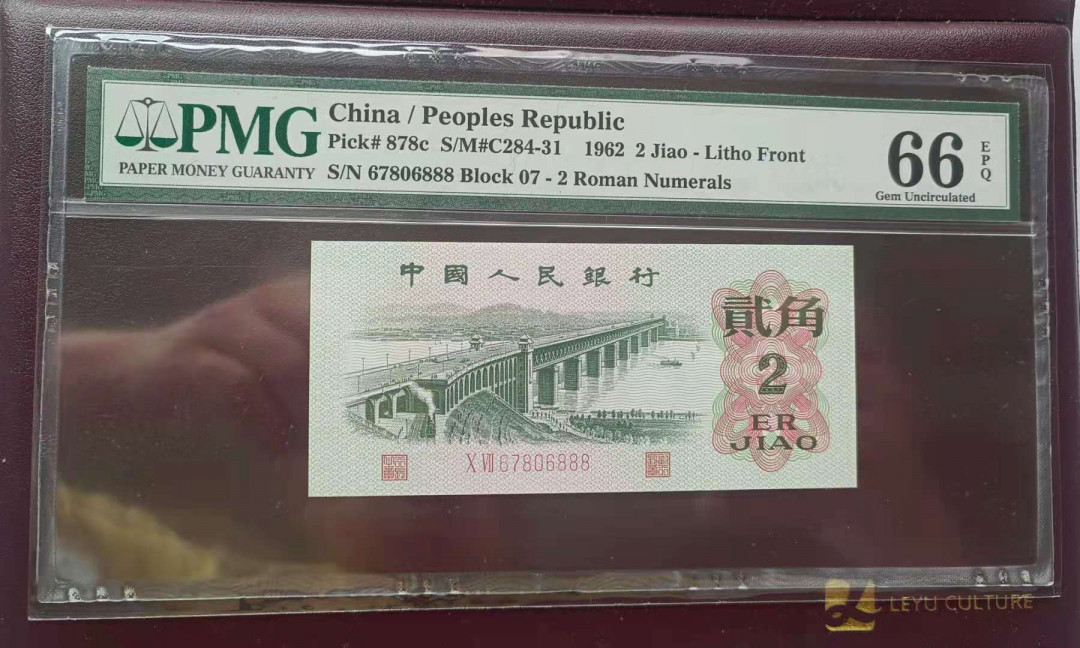 PMG
PAPER MONEY GUARANTY
China / Peoples Republic
Pick# 878c S/M#C284-31 1962 2 Jiao - Litho Front
S/N 67806888 Block 07 - 2 Roman Numerals
66
EPQ
Gem Uncirculated
中國人民銀行
貳角
2
ER
JIAO
X VII 67806888
LEYU CULTURE